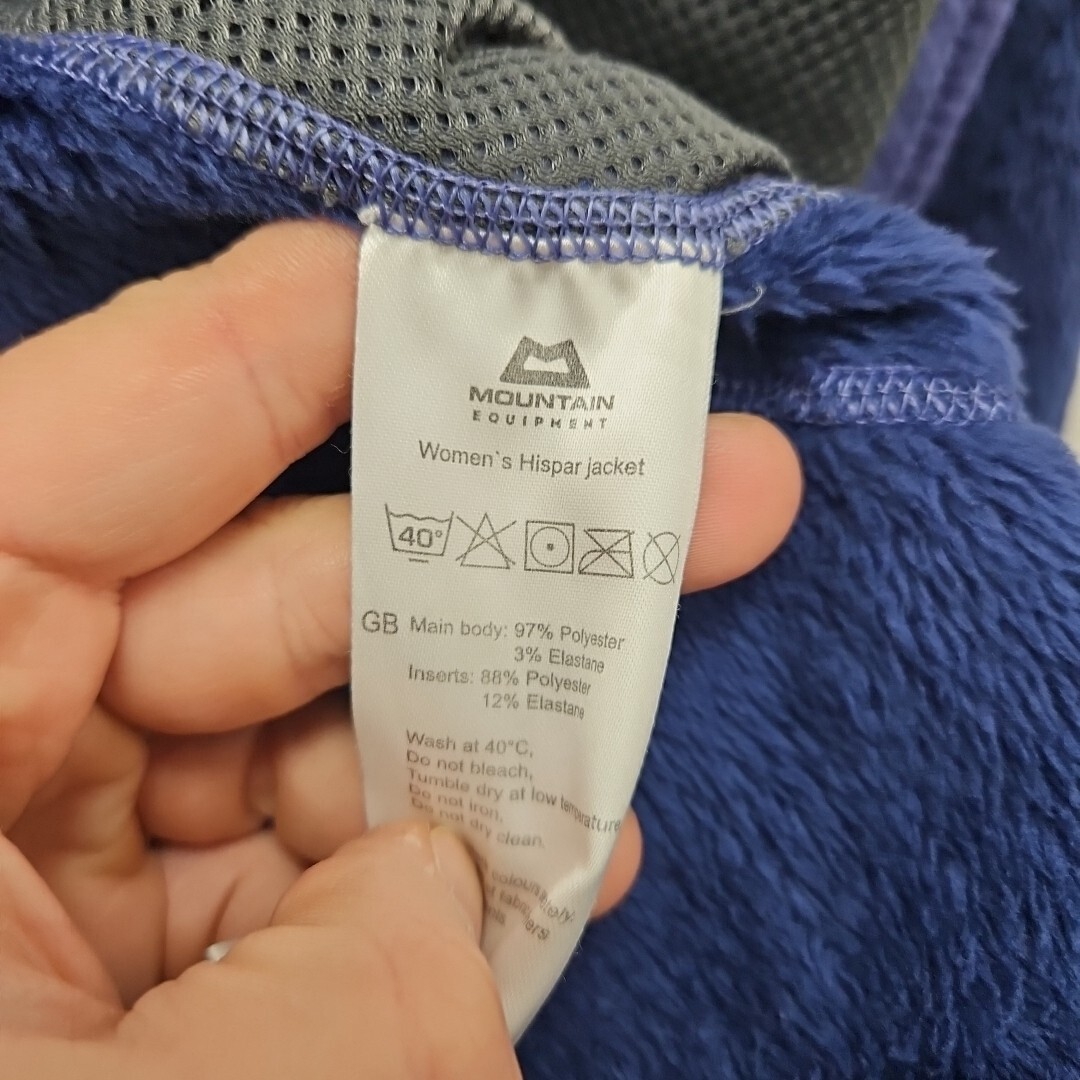 MOUNTAIN
EQUIPMENT
Women`s Hispar jacket
40°
GB Main body: 97% Polyester
3% Elastane
Inserts: 88% Polyester
12% Elastane
Wash at 40°C,
Do not bleach,
Tumble dry at low temperature
Do not iron,
Do not dry clean.